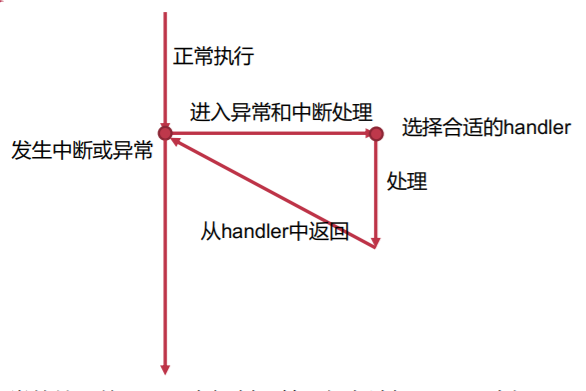 正常执行
进入异常和中断处理
选择合适的handler
发生中断或异常
处理
从handler中返回